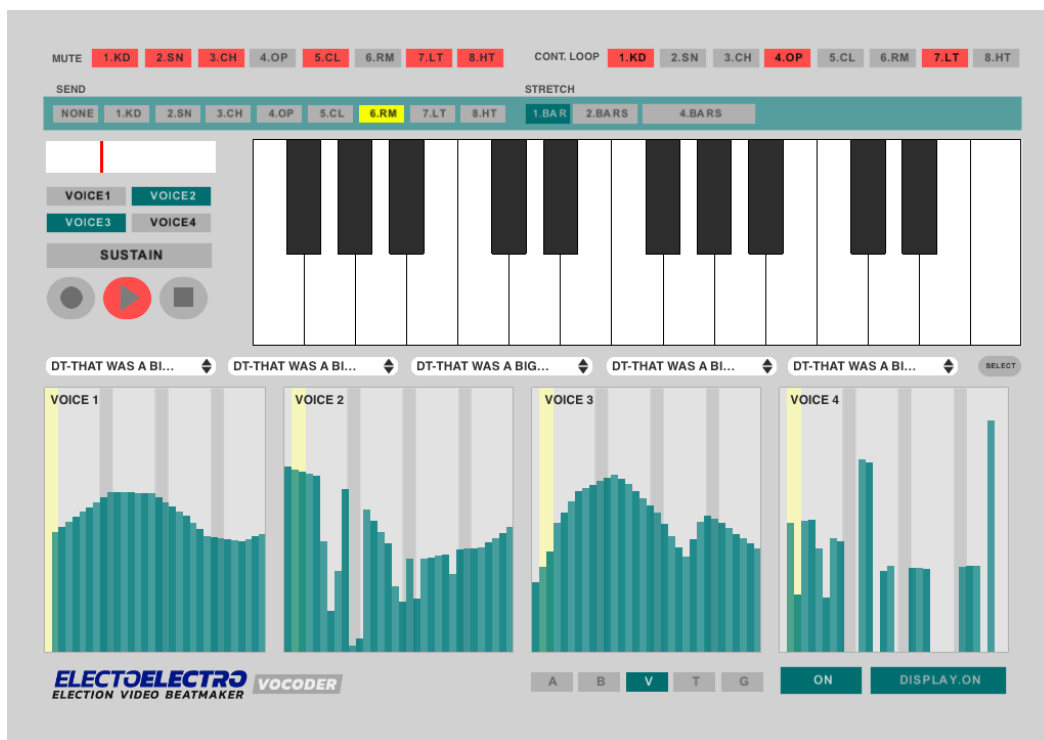 MUTE 1.KD 2.SN 3.CH 4.OP 5.CL 6.RM 7.LT 8.HT CONT. LOOP 1.KD 2.SN 3.CH 4.OP 5.CL 6.RM 7.LT 8.HT
SEND STRETCH
NONE 1.KD 2.SN 3.CH 4.OP 5.CL 6.RM 7.LT 8.HT 1.BAR 2.BARS 4.BARS
VOICE1 VOICE2
VOICE3 VOICE4
SUSTAIN
DT-THAT WAS A BI... DT-THAT WAS A BI... DT-THAT WAS A BIG... DT-THAT WAS A BI... DT-THAT WAS A BI... SELECT
VOICE 1 VOICE 2 VOICE 3 VOICE 4
ELECTOELECTRO VOCODER A B V T G ON DISPLAY.ON
ELECTION VIDEO BEATMAKER